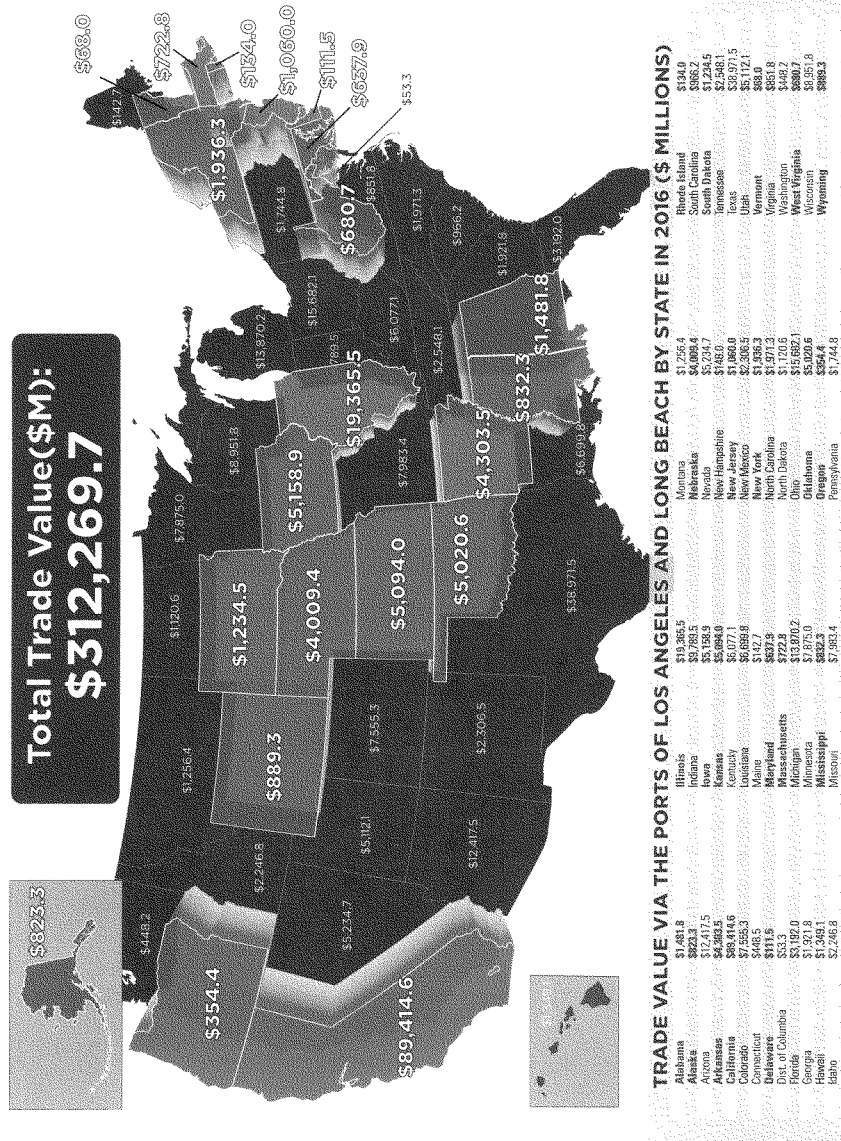 Total Trade Value($M):
$312,269.7
$823.3
$68.0
$722.8
$134.0
$1,060.0
$111.5
$637.9
$53.3
$142.7
$448.2
$1,256.4
$1120.6
$7,875.0
$8,951.8
$13,870.2
$1,936.3
$354.4
$2,246.8
$889.3
$1,234.5
$5,158.9
$19,365.5
$15,682.1
$1,744.8
$89,414.6
$5,234.7
$5,112.1
$7,555.3
$4,009.4
$5,094.0
$7,983.4
$6,077.1
$680.7
$851.8
$12,417.5
$2,306.5
$5,020.6
$4,303.5
$2,548.1
$1,971.3
$966.2
$38,971.5
$6,699.8
$832.3
$1,481.8
$1,921.8
$3,192.0
TRADE VALUE VIA THE PORTS OF LOS ANGELES AND LONG BEACH BY STATE IN 2016 ($ MILLIONS)
Alabama $1,481.8
Alaska $823.3
Arizona $12,417.5
Arkansas $4,303.5
California $89,414.6
Colorado $7,555.3
Connecticut $448.5
Delaware $111.5
Dist. of Columbia $53.3
Florida $3,192.0
Georgia $1,921.8
Hawaii $1,349.1
Idaho $2,246.8
Illinois $19,365.5
Indiana $9,789.5
Iowa $5,158.9
Kansas $5,094.0
Kentucky $6,077.1
Louisiana $6,699.8
Maine $142.7
Maryland $637.9
Massachusetts $722.8
Michigan $13,870.2
Minnesota $7,875.0
Mississippi $832.3
Missouri $7,983.4
Montana $1,256.4
Nebraska $4,009.4
Nevada $5,234.7
New Hampshire $146.0
New Jersey $1,060.0
New Mexico $2,306.5
New York $1,936.3
North Carolina $1,971.3
North Dakota $1,120.6
Ohio $15,682.1
Oklahoma $5,020.6
Oregon $354.4
Pennsylvania $1,744.8
Rhode Island $134.0
South Carolina $966.2
South Dakota $1,234.5
Tennessee $2,548.1
Texas $38,971.5
Utah $5,112.1
Vermont $68.0
Virginia $851.8
Washington $448.2
West Virginia $680.7
Wisconsin $8,951.8
Wyoming $889.3